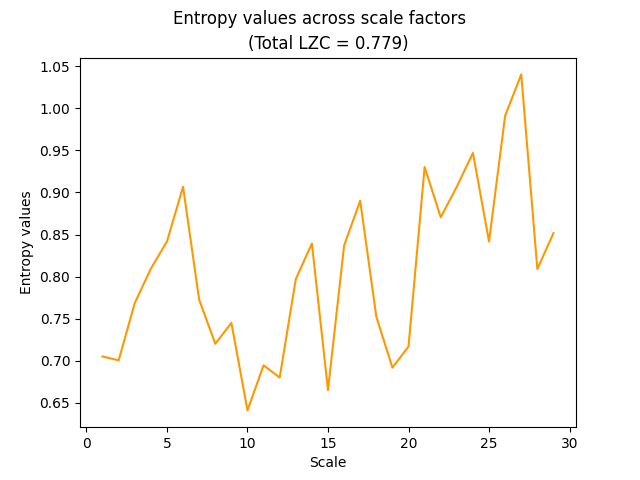 Entropy values across scale factors
(Total LZC = 0.779)
1.05
1.00
0.95
0.90
0.85
0.80
0.75
0.70
0.65
Entropy values
0 5 10 15 20 25 30
Scale